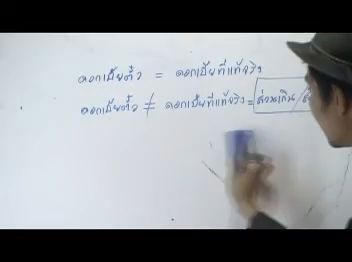 ดอกเบี้ยตั๋ว = ดอกเบี้ยที่แท้จริง
ดอกเบี้ยตั๋ว ≠ ดอกเบี้ยที่แท้จริง = ส่วนเกิน /